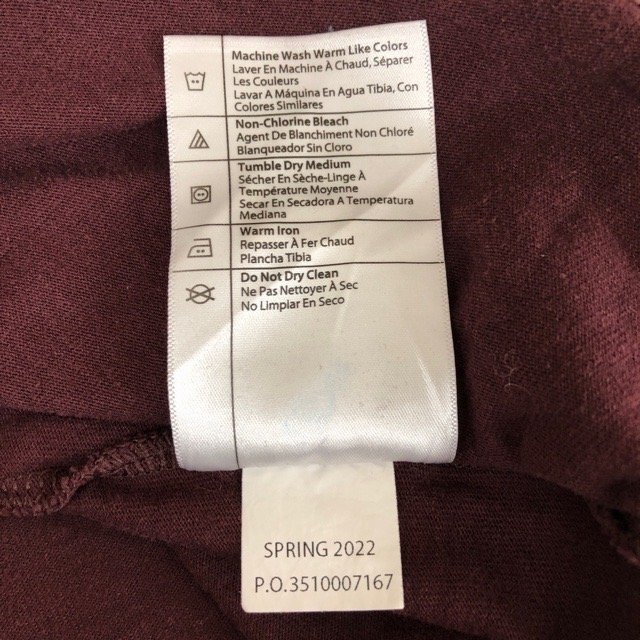 Machine Wash Warm Like Colors
Laver En Machine À Chaud, Séparer
Les Couleurs
Lavar A Máquina En Agua Tibia, Con
Colores Similares
Non-Chlorine Bleach
Agent De Blanchiment Non Chloré
Blanqueador Sin Cloro
Tumble Dry Medium
Sécher En Sèche-Linge À
Température Moyenne
Secar En Secadora A Temperatura
Mediana
Warm Iron
Repasser À Fer Chaud
Plancha Tibia
Do Not Dry Clean
Ne Pas Nettoyer À Sec
No Limpiar En Seco
SPRING 2022
P.O.3510007167